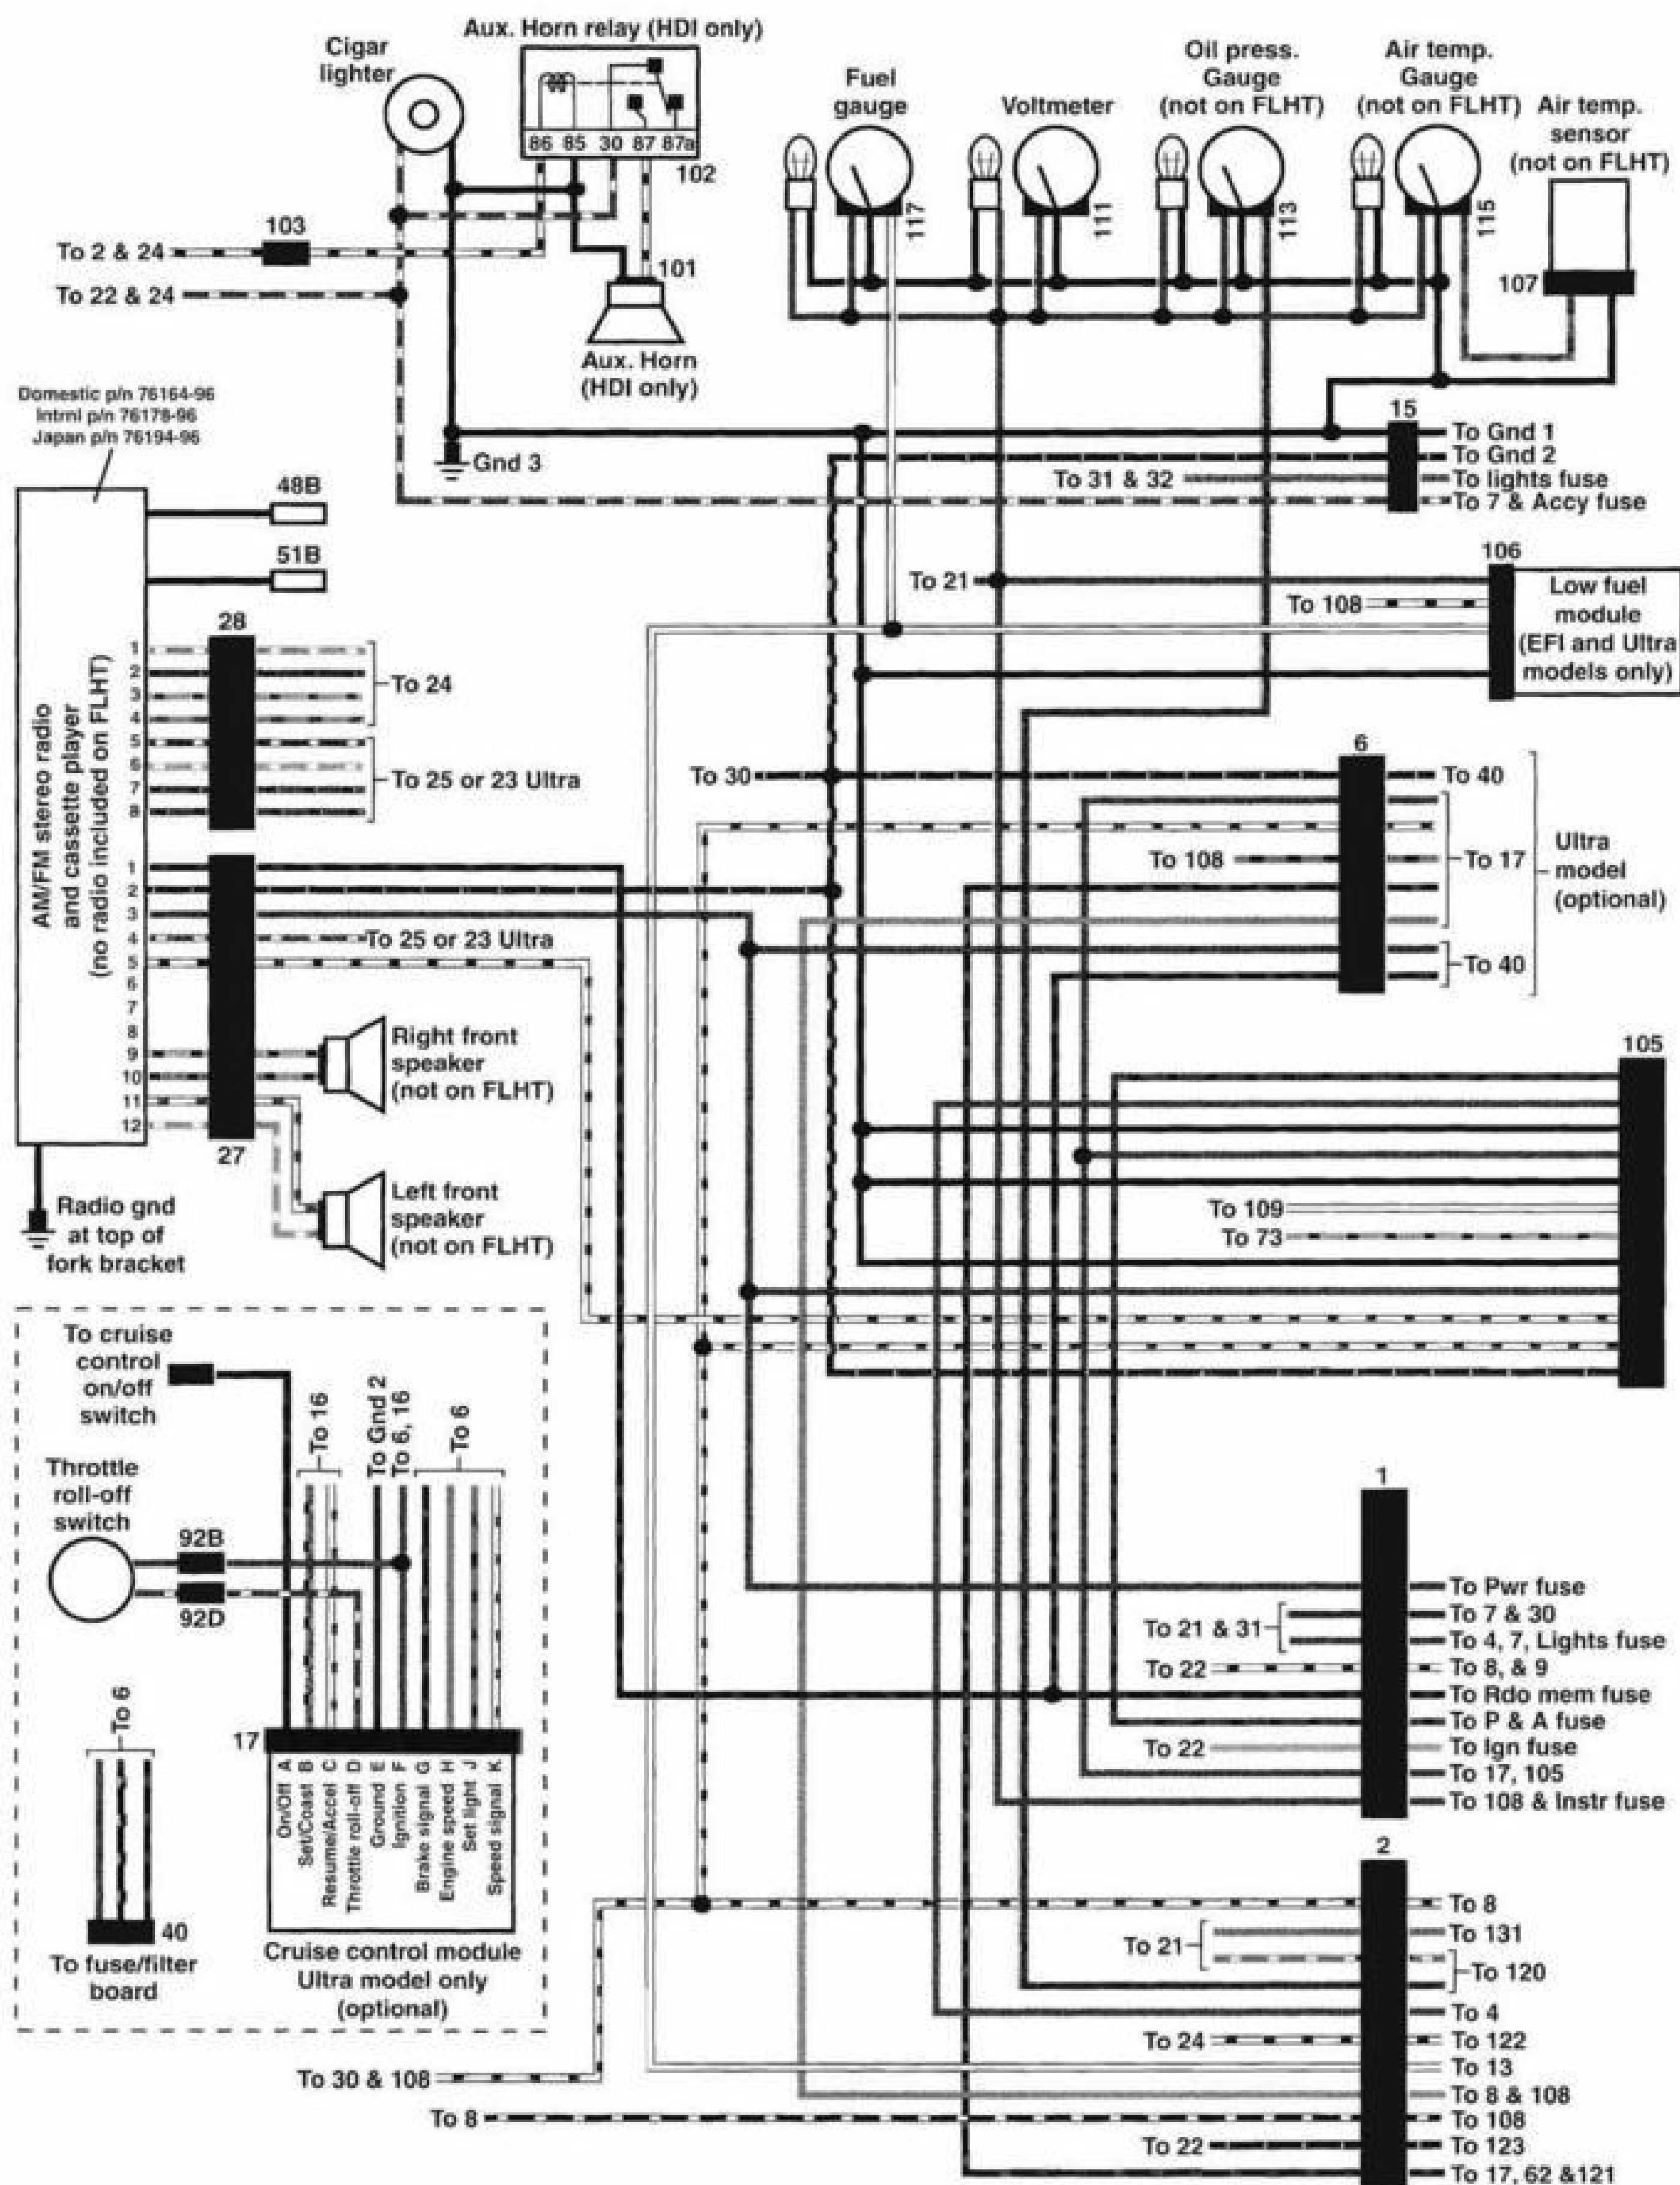 Aux. Horn relay (HDI only)
Cigar
lighter
86 85 30 87 87a
102
Fuel
gauge
117
Voltmeter
111
Oil press.
Gauge
(not on FLHT)
113
Air temp.
Gauge
(not on FLHT)
115
Air temp.
sensor
(not on FLHT)
107
103
To 2 & 24
To 22 & 24
101
Aux. Horn
(HDI only)
Gnd 3
15
To Gnd 1
To Gnd 2
To 31 & 32
To lights fuse
To 7 & Accy fuse
Domestic p/n 76164-96
Intrnl p/n 76178-96
Japan p/n 76194-96
48B
51B
To 21
106
To 108
Low fuel
module
(EFI and Ultra
models only)
AM/FM stereo radio
and cassette player
(no radio included on FLHT)
28
1
2
3
4
5
6
7
8
To 24
To 25 or 23 Ultra
1
2
3
4
5
6
7
8
9
10
11
12
27
To 25 or 23 Ultra
Right front
speaker
(not on FLHT)
Left front
speaker
(not on FLHT)
Radio gnd
at top of
fork bracket
6
To 30
To 40
To 108
To 17
To 40
Ultra
model
(optional)
105
To 109
To 73
To cruise
control
on/off
switch
Throttle
roll-off
switch
92B
92D
To 16
To Gnd 2
To 6, 16
To 6
17
On/Off A
Set/Coast B
Resume/Accel C
Throttle roll-off D
Ground E
Ignition F
Brake signal G
Engine speed H
Set light J
Speed signal K
Cruise control module
Ultra model only
(optional)
To 6
40
To fuse/filter
board
1
To Pwr fuse
To 21 & 31
To 7 & 30
To 4, 7, Lights fuse
To 22
To 8, & 9
To Rdo mem fuse
To P & A fuse
To 22
To Ign fuse
To 17, 105
To 108 & Instr fuse
2
To 8
To 21
To 131
To 120
To 4
To 24
To 122
To 13
To 30 & 108
To 8 & 108
To 8
To 108
To 22
To 123
To 17, 62 &121